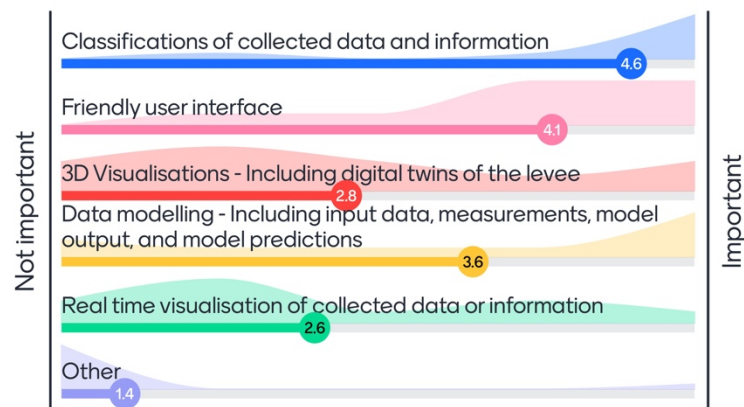 Classifications of collected data and information
4.6
Friendly user interface
4.1
3D Visualisations - Including digital twins of the levee
2.8
Data modelling - Including input data, measurements, model
output, and model predictions
3.6
Real time visualisation of collected data or information
2.6
Other
1.4
Not important
Important